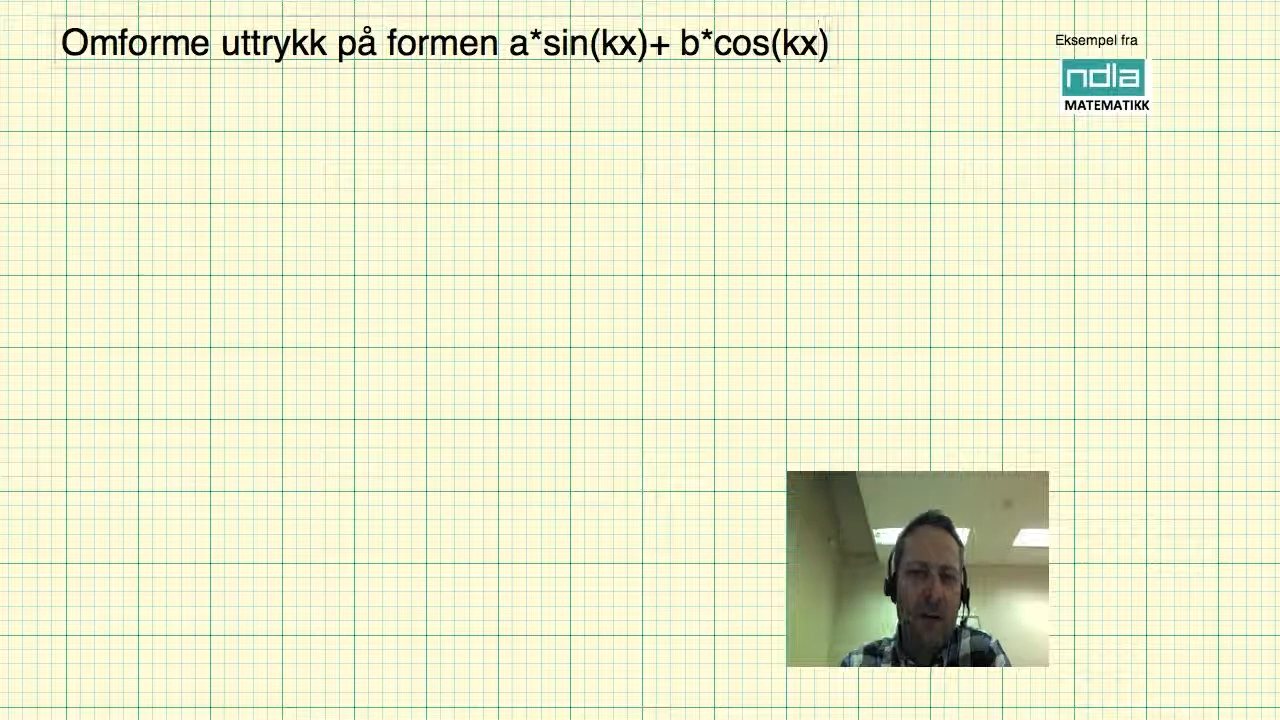 Omforme uttrykk på formen a*sin(kx)+ b*cos(kx)
Eksempel fra
ndla
MATEMATIKK